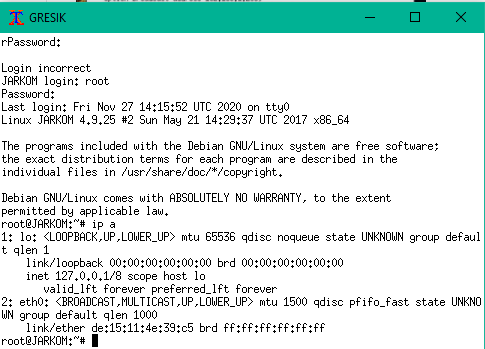 GRESIK
rPassword:
Login incorrect
JARKOM login: root
Password:
Last login: Fri Nov 27 14:15:52 UTC 2020 on tty0
Linux JARKOM 4.9.25 #2 Sun May 21 14:29:37 UTC 2017 x86_64
The programs included with the Debian GNU/Linux system are free software;
the exact distribution terms for each program are described in the
individual files in /usr/share/doc/*/copyright.
Debian GNU/Linux comes with ABSOLUTELY NO WARRANTY, to the extent
permitted by applicable law.
root@JARKOM:~# ip a
1: lo: <LOOPBACK,UP,LOWER_UP> mtu 65536 qdisc noqueue state UNKNOWN group defaul
t qlen 1
    link/loopback 00:00:00:00:00:00 brd 00:00:00:00:00:00
    inet 127.0.0.1/8 scope host lo
       valid_lft forever preferred_lft forever
2: eth0: <BROADCAST,MULTICAST,UP,LOWER_UP> mtu 1500 qdisc pfifo_fast state UNKNO
WN group default qlen 1000
    link/ether de:15:11:4e:39:c5 brd ff:ff:ff:ff:ff:ff
root@JARKOM:~#